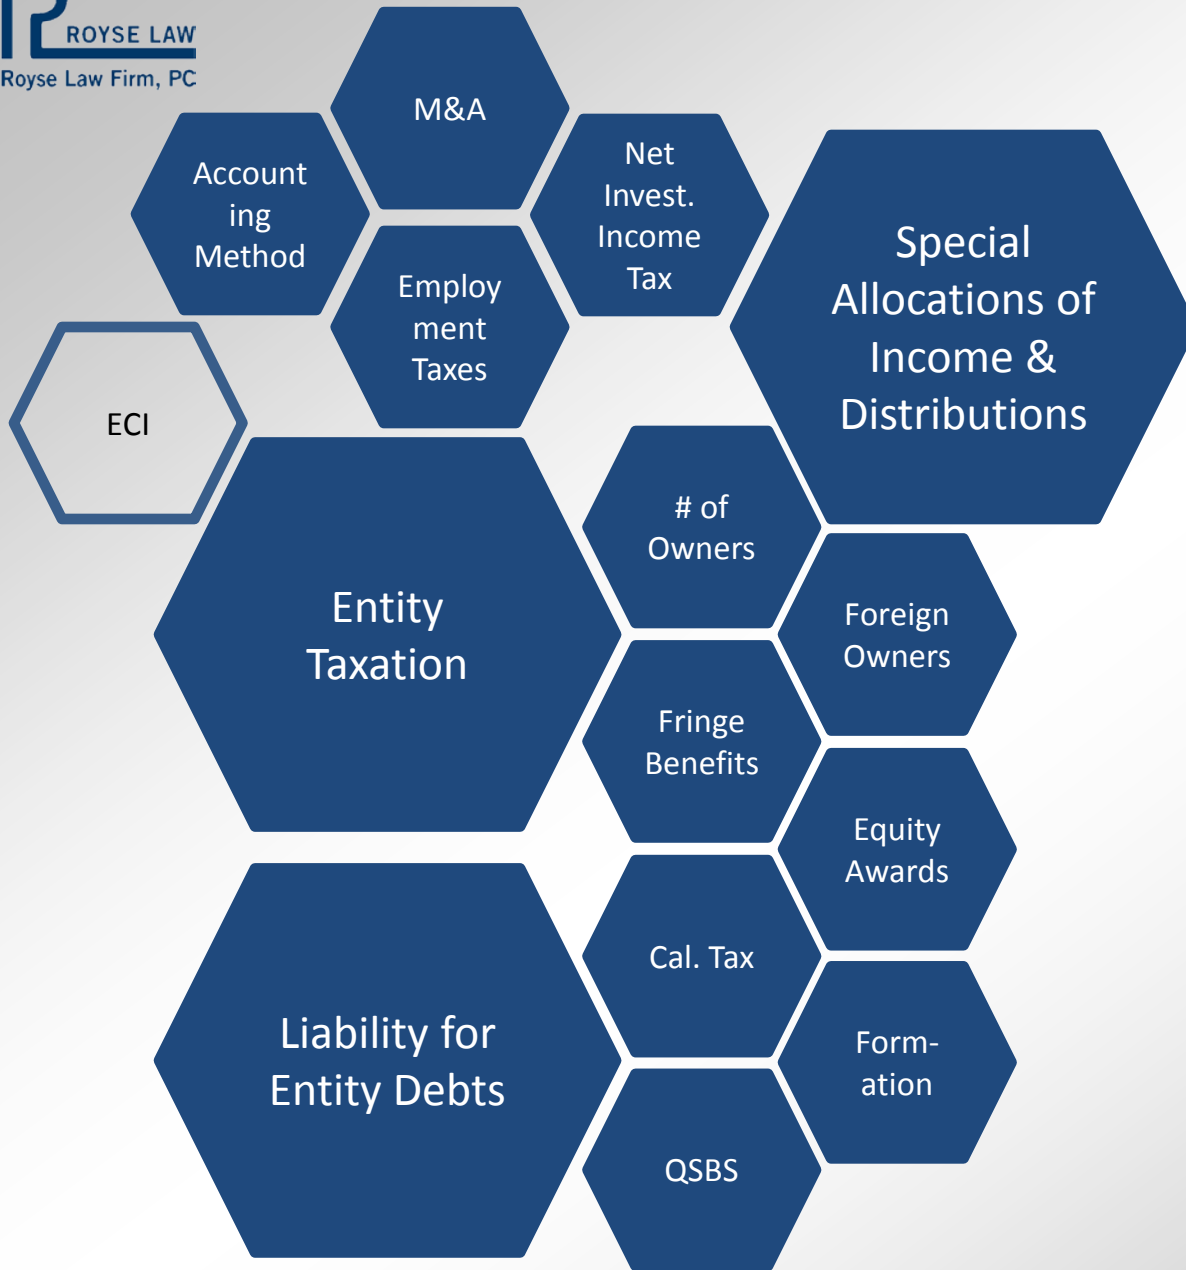 ROYSE LAW
Royse Law Firm, PC
M&A
Account
ing
Method
Net
Invest.
Income
Tax
Employ
ment
Taxes
Special
Allocations of
Income &
Distributions
ECI
# of
Owners
Entity
Taxation
Foreign
Owners
Fringe
Benefits
Equity
Awards
Cal. Tax
Liability for
Entity Debts
Form-
ation
QSBS